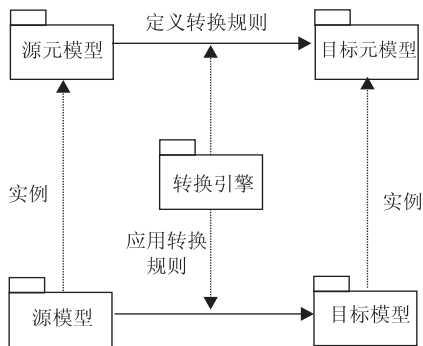 定义转换规则
源元模型
目标元模型
转换引擎
实例
实例
应用转换
规则
源模型
目标模型